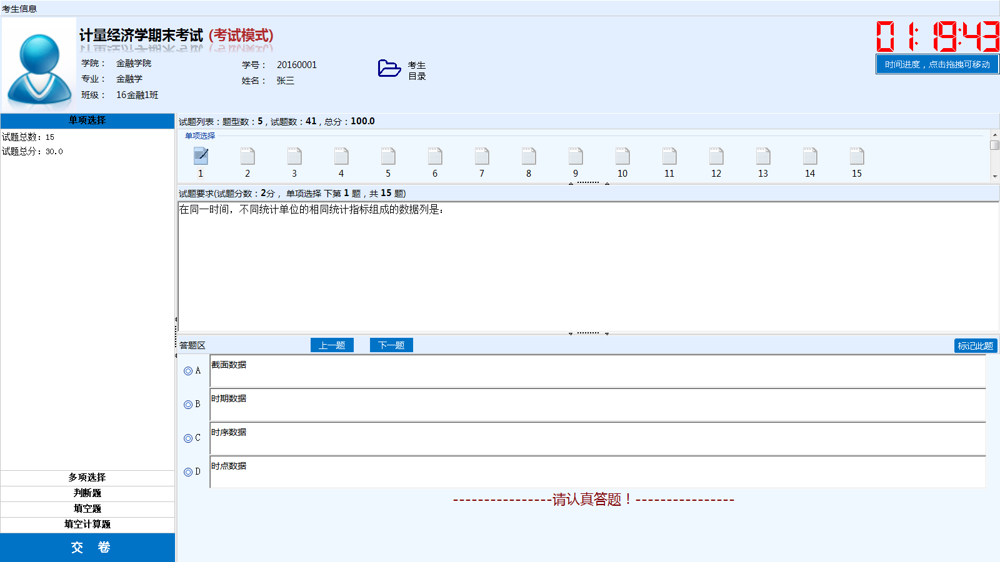 考生信息
计量经济学期末考试 (考试模式)
01:19:43
时间进度，点击拖拽可移动
学院： 金融学院
专业： 金融学
班级： 16金融1班
学号： 20160001
姓名： 张三
考生
目录
单项选择
试题总数：15
试题总分：30.0
多项选择
判断题
填空题
填空计算题
交 卷
试题列表：题型数：5，试题数：41，总分：100.0
单项选择
1 2 3 4 5 6 7 8 9 10 11 12 13 14 15
试题要求(试题分数：2分， 单项选择 下第 1 题，共 15 题)
在同一时间，不同统计单位的相同统计指标组成的数据列是：
答题区 上一题 下一题 标记此题
A 截面数据
B 时期数据
C 时序数据
D 时点数据
----------------请认真答题！----------------